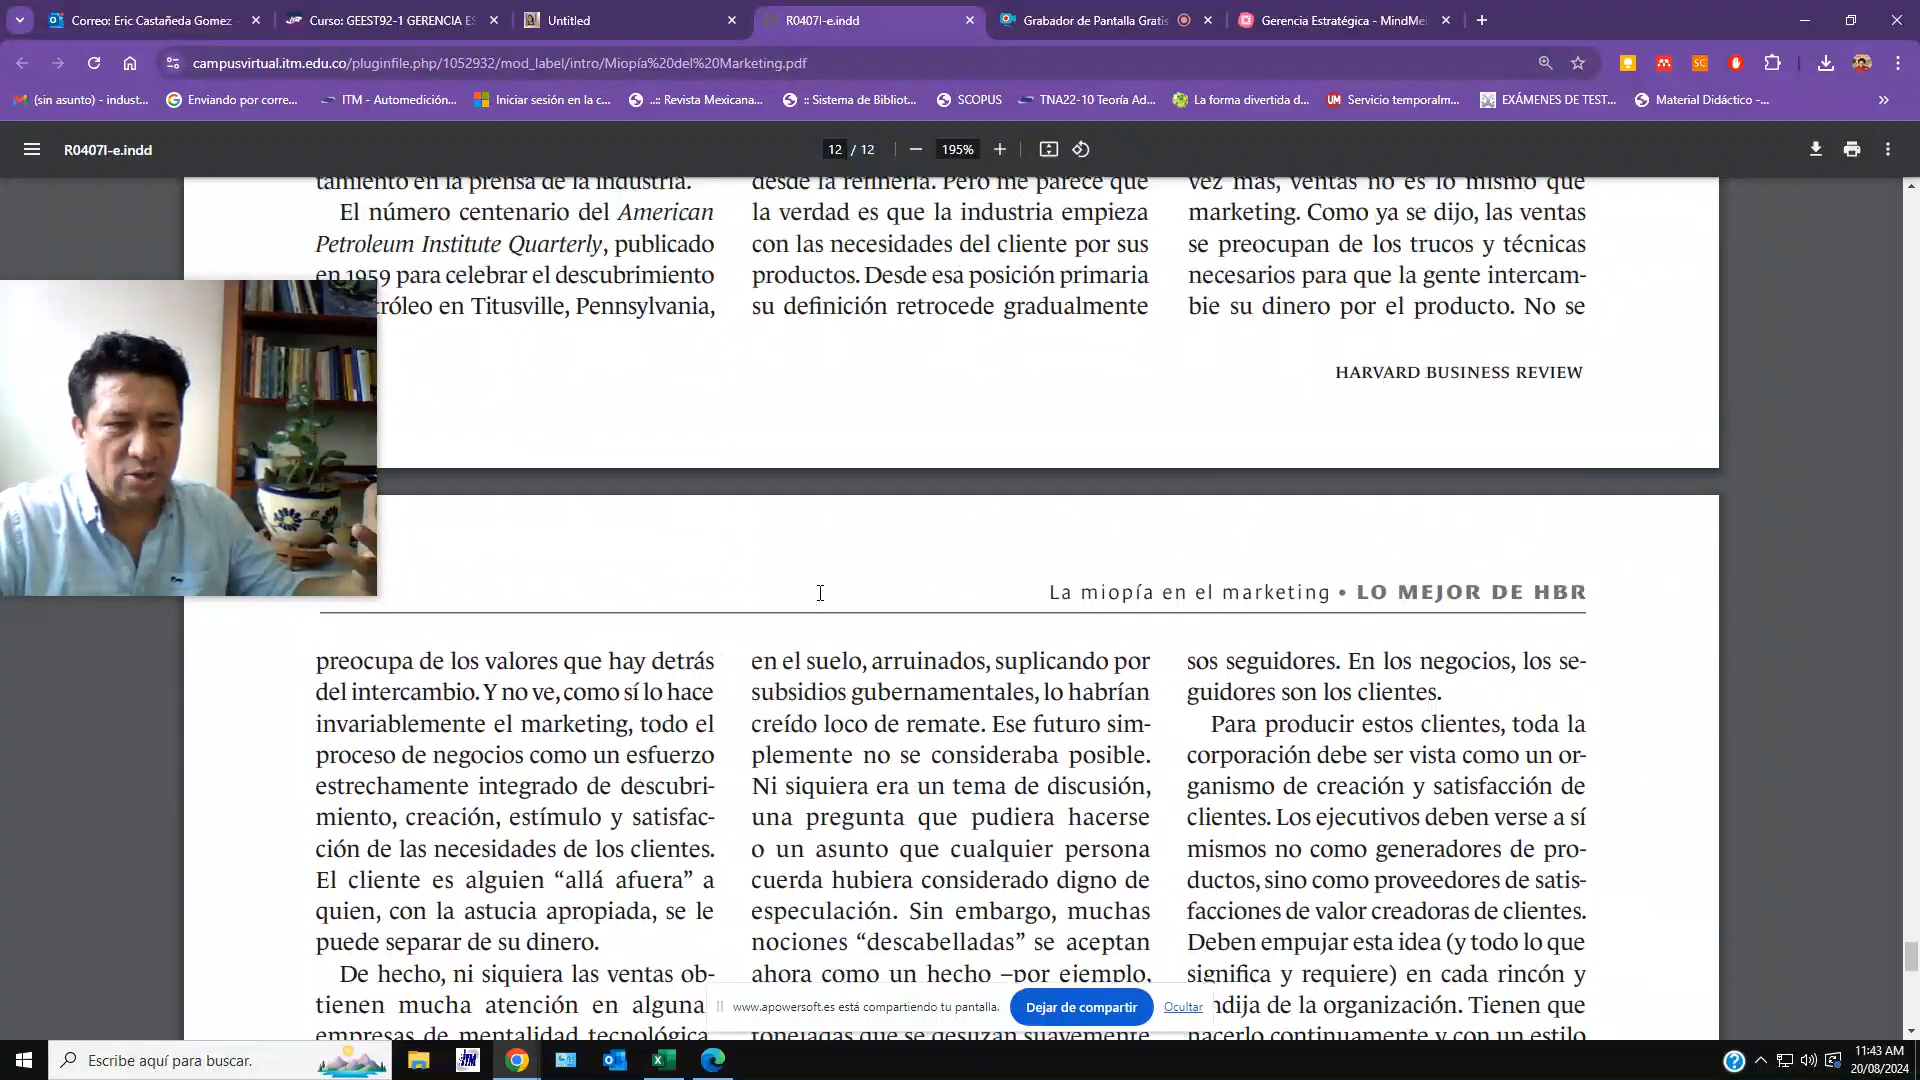 Correo: Eric Castañeda Gomez
Curso: GEEST92-1 GERENCIA ES
Untitled
R0407l-e.indd
Grabador de Pantalla Gratis
Gerencia Estratégica - MindMei
campusvirtual.itm.edu.co/pluginfile.php/1052932/mod_label/intro/Miopía%20del%20Marketing.pdf
(sin asunto) - indust...
Enviando por corre...
ITM - Automedición...
Iniciar sesión en la c...
..:: Revista Mexicana...
:: Sistema de Bibliot...
SCOPUS
TNA22-10 Teoría Ad...
La forma divertida d...
Servicio temporalm...
EXÁMENES DE TEST...
Material Didáctico -...
R0407l-e.indd
12 / 12
195%
tamiento en la prensa de la industria.
El número centenario del American
Petroleum Institute Quarterly, publicado
en 1959 para celebrar el descubrimiento
tróleo en Titusville, Pennsylvania,
desde la refinería. Pero me parece que
la verdad es que la industria empieza
con las necesidades del cliente por sus
productos. Desde esa posición primaria
su definición retrocede gradualmente
vez más, ventas no es lo mismo que
marketing. Como ya se dijo, las ventas
se preocupan de los trucos y técnicas
necesarios para que la gente intercam-
bie su dinero por el producto. No se
HARVARD BUSINESS REVIEW
La miopía en el marketing • LO MEJOR DE HBR
preocupa de los valores que hay detrás
del intercambio. Y no ve, como sí lo hace
invariablemente el marketing, todo el
proceso de negocios como un esfuerzo
estrechamente integrado de descubri-
miento, creación, estímulo y satisfac-
ción de las necesidades de los clientes.
El cliente es alguien “allá afuera” a
quien, con la astucia apropiada, se le
puede separar de su dinero.
De hecho, ni siquiera las ventas ob-
tienen mucha atención en alguna
empresas de mentalidad tecnológica.
en el suelo, arruinados, suplicando por
subsidios gubernamentales, lo habrían
creído loco de remate. Ese futuro sim-
plemente no se consideraba posible.
Ni siquiera era un tema de discusión,
una pregunta que pudiera hacerse
o un asunto que cualquier persona
cuerda hubiera considerado digno de
especulación. Sin embargo, muchas
nociones “descabelladas” se aceptan
ahora como un hecho –por ejemplo,
toneladas que se deslizan suavemente
sos seguidores. En los negocios, los se-
guidores son los clientes.
Para producir estos clientes, toda la
corporación debe ser vista como un or-
ganismo de creación y satisfacción de
clientes. Los ejecutivos deben verse a sí
mismos no como generadores de pro-
ductos, sino como proveedores de satis-
facciones de valor creadoras de clientes.
Deben empujar esta idea (y todo lo que
significa y requiere) en cada rincón y
ndija de la organización. Tienen que
hacerlo continuamente y con un estilo
www.apowersoft.es está compartiendo tu pantalla.
Dejar de compartir
Ocultar
Escribe aquí para buscar.
11:43 AM
20/08/2024